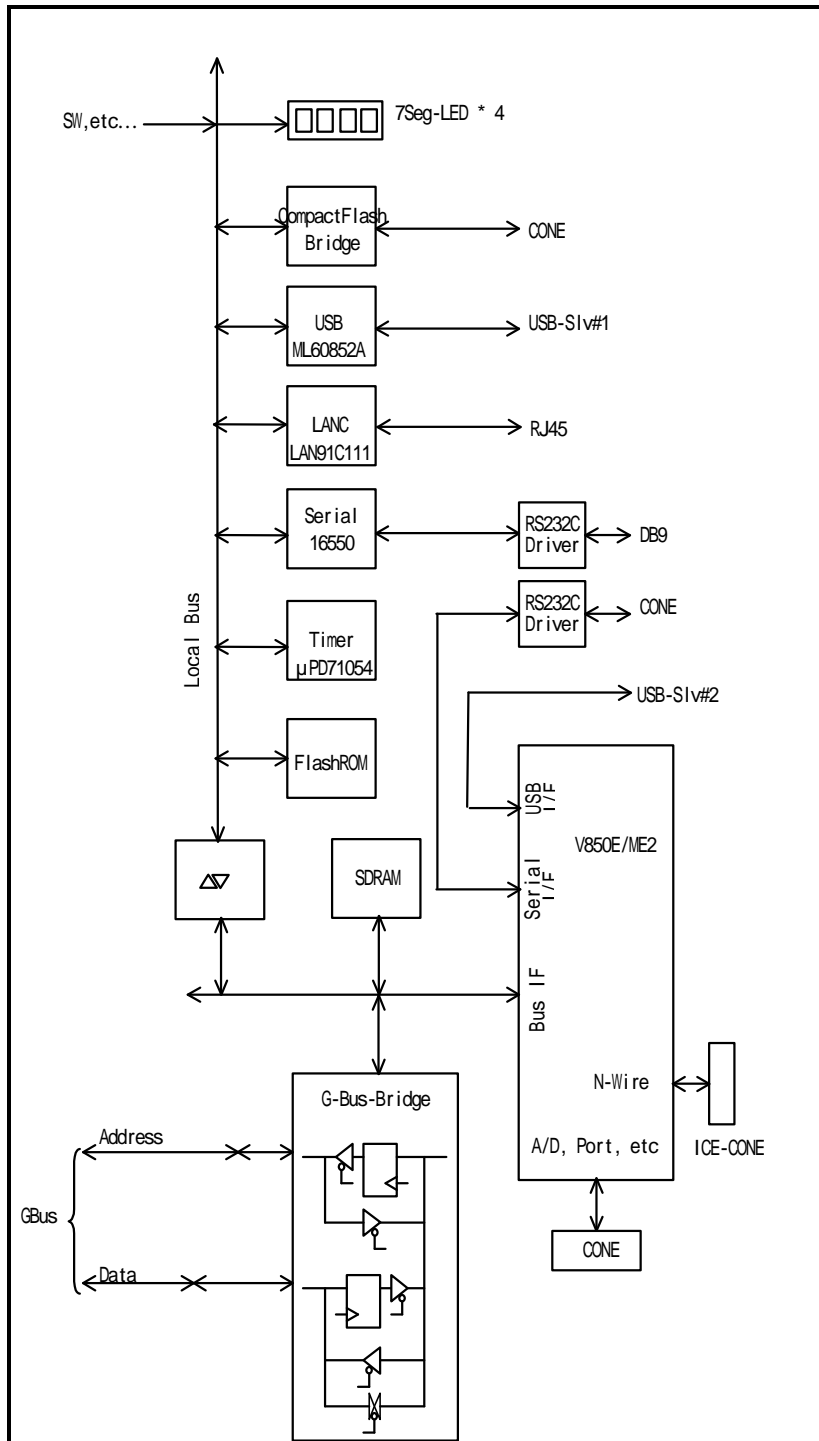 SW,etc...
7Seg-LED * 4
CompactFlash
Bridge
CONE
USB
ML60852A
USB-Slv#1
LANC
LAN91C111
RJ45
Serial
16550
RS232C
Driver
DB9
RS232C
Driver
CONE
Local Bus
Timer
μPD71054
USB-Slv#2
FlashROM
USB
I/F
V850E/ME2
SDRAM
Serial
I/F
Bus IF
N-Wire
G-Bus-Bridge
A/D, Port, etc
ICE-CONE
Address
GBus
Data
CONE